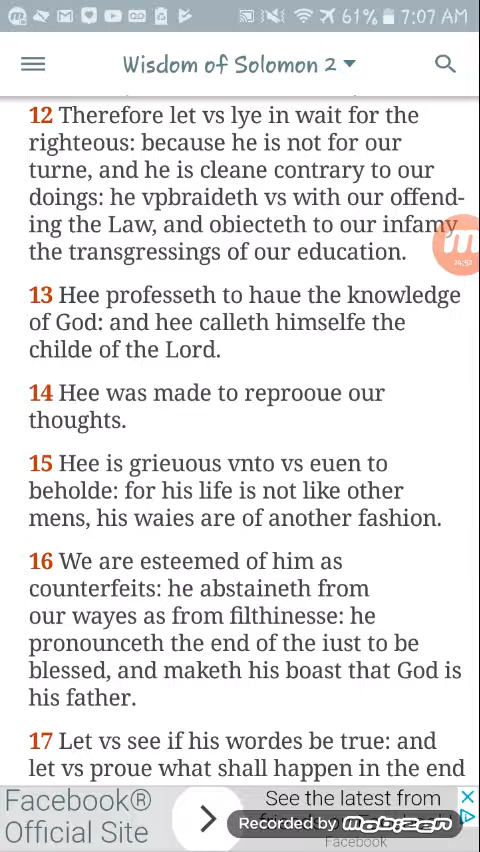 61% 7:07 AM
Wisdom of Solomon 2
12 Therefore let vs lye in wait for the
righteous: because he is not for our
turne, and he is cleane contrary to our
doings: he vpbraideth vs with our offend-
ing the Law, and obiecteth to our infamy
the transgressings of our education.
24:52
13 Hee professeth to haue the knowledge
of God: and hee calleth himselfe the
childe of the Lord.
14 Hee was made to reprooue our
thoughts.
15 Hee is grieuous vnto vs euen to
beholde: for his life is not like other
mens, his waies are of another fashion.
16 We are esteemed of him as
counterfeits: he abstaineth from
our wayes as from filthinesse: he
pronounceth the end of the iust to be
blessed, and maketh his boast that God is
his father.
17 Let vs see if his wordes be true: and
let vs proue what shall happen in the end
Facebook®
Official Site
See the latest from
Recorded by Mobizen
Facebook